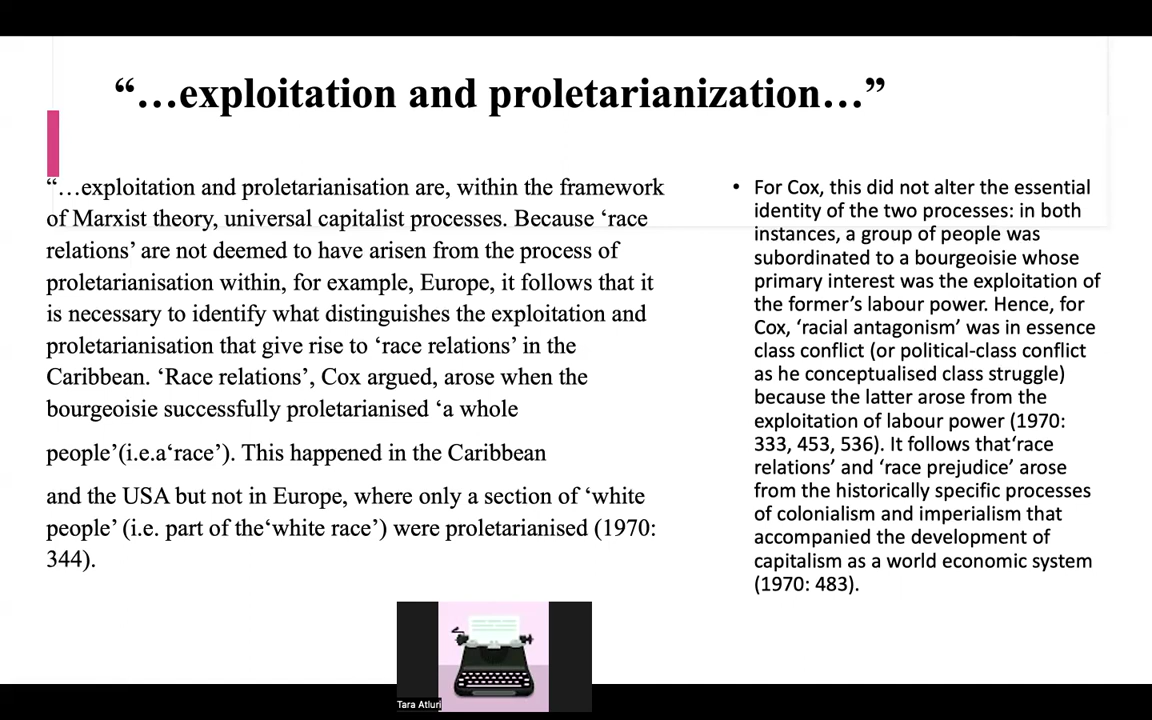 “…exploitation and proletarianization…”
“…exploitation and proletarianisation are, within the framework
of Marxist theory, universal capitalist processes. Because ‘race
relations’ are not deemed to have arisen from the process of
proletarianisation within, for example, Europe, it follows that it
is necessary to identify what distinguishes the exploitation and
proletarianisation that give rise to ‘race relations’ in the
Caribbean. ‘Race relations’, Cox argued, arose when the
bourgeoisie successfully proletarianised ‘a whole
people’(i.e.a‘race’). This happened in the Caribbean
and the USA but not in Europe, where only a section of ‘white
people’ (i.e. part of the‘white race’) were proletarianised (1970:
344).
• For Cox, this did not alter the essential
identity of the two processes: in both
instances, a group of people was
subordinated to a bourgeoisie whose
primary interest was the exploitation of
the former’s labour power. Hence, for
Cox, ‘racial antagonism’ was in essence
class conflict (or political-class conflict
as he conceptualised class struggle)
because the latter arose from the
exploitation of labour power (1970:
333, 453, 536). It follows that‘race
relations’ and ‘race prejudice’ arose
from the historically specific processes
of colonialism and imperialism that
accompanied the development of
capitalism as a world economic system
(1970: 483).
Tara Atluri